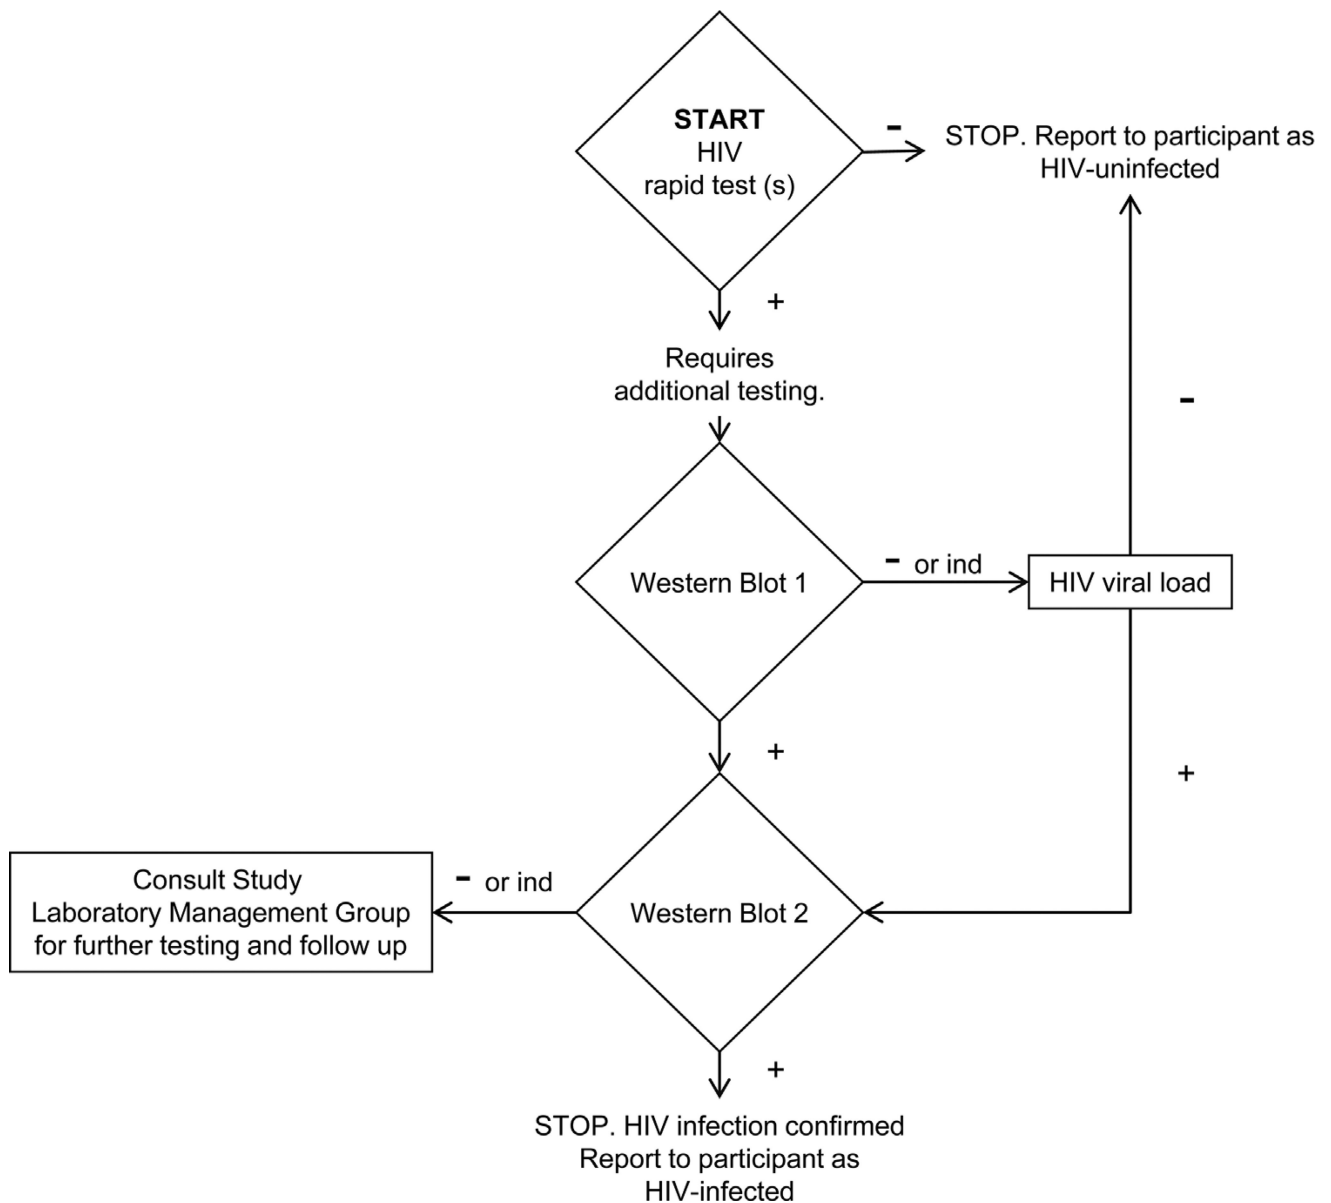 START
HIV
rapid test (s)
-
STOP. Report to participant as
HIV-uninfected
+
Requires
additional testing.
-
Western Blot 1
- or ind
HIV viral load
+
+
Western Blot 2
- or ind
Consult Study
Laboratory Management Group
for further testing and follow up
+
STOP. HIV infection confirmed
Report to participant as
HIV-infected